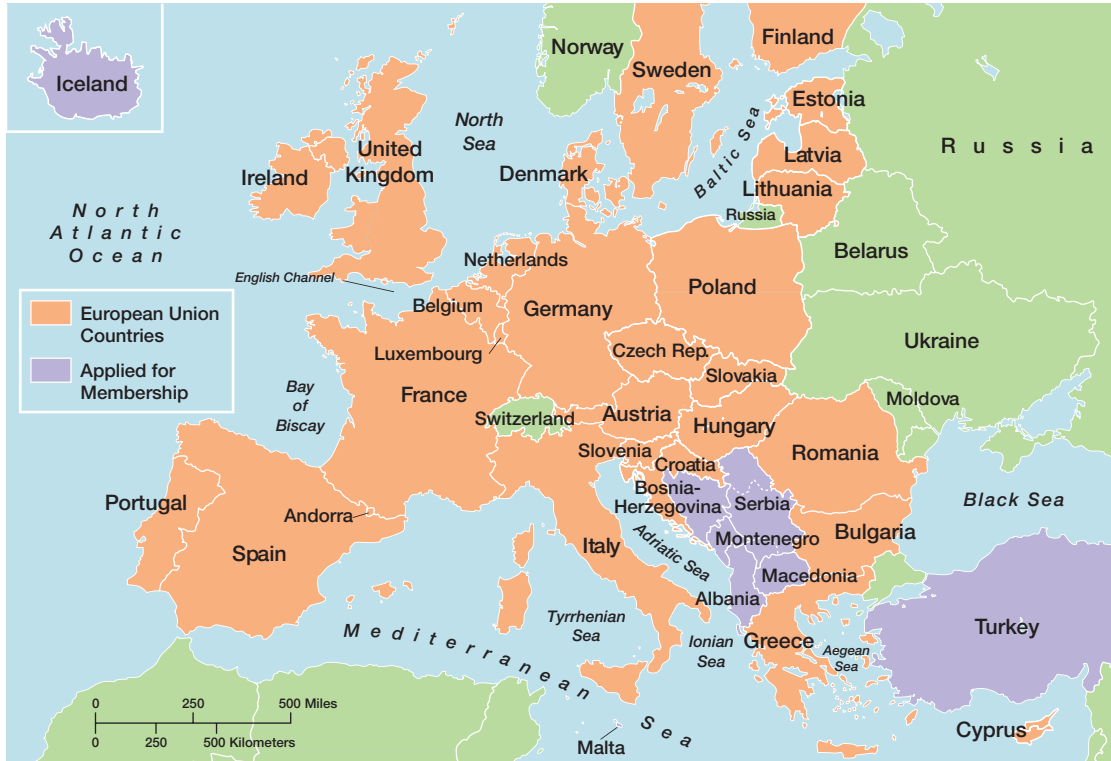 Iceland
Norway
Finland
Sweden
Estonia
North
Sea
Baltic Sea
Russia
United
Kingdom
Ireland
Denmark
Latvia
Lithuania
Russia
North
Atlantic
Ocean
Belarus
Netherlands
English Channel
Belgium
Germany
Poland
European Union
Countries
Applied for
Membership
Luxembourg
Czech Rep.
Ukraine
Slovakia
Bay
of
Biscay
France
Switzerland
Austria
Hungary
Moldova
Slovenia
Croatia
Romania
Bosnia-
Herzegovina
Serbia
Portugal
Andorra
Black Sea
Spain
Italy
Adriatic Sea
Montenegro
Bulgaria
Macedonia
Albania
Tyrrhenian
Sea
Mediterranean Sea
Ionian
Sea
Greece
Aegean
Sea
Turkey
0 250 500 Miles
0 250 500 Kilometers
Malta
Cyprus